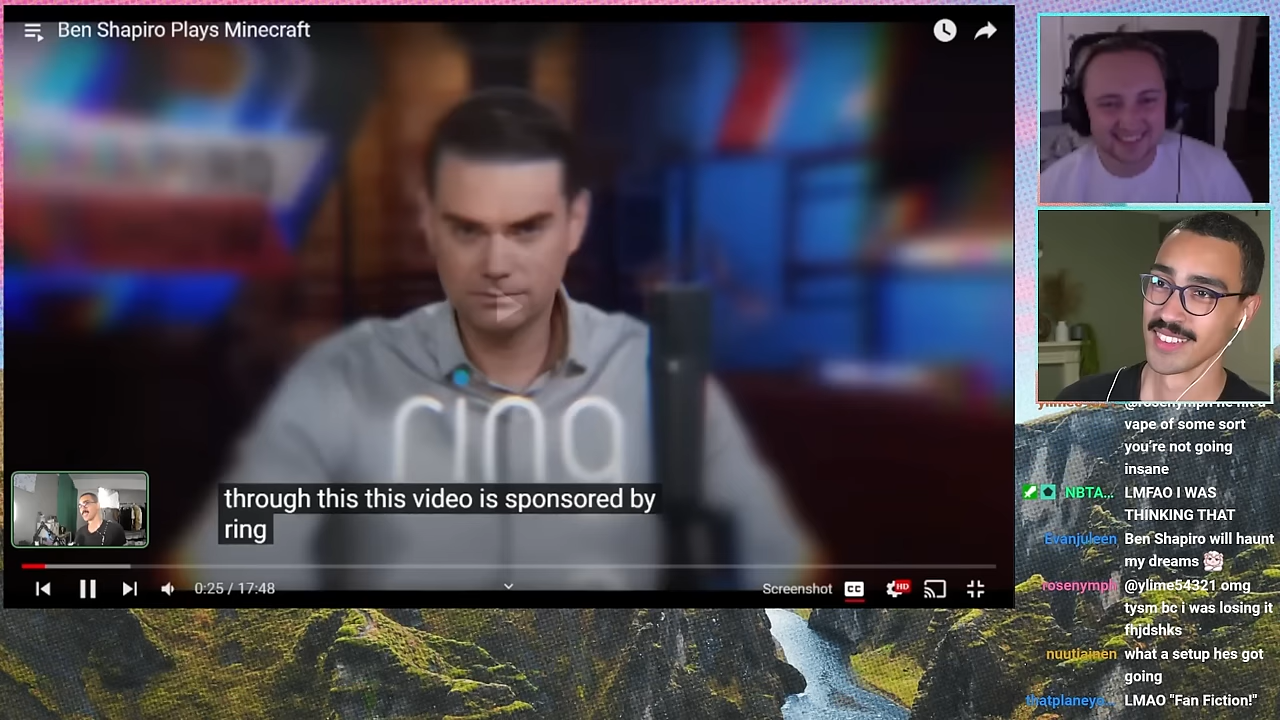 Ben Shapiro Plays Minecraft
ring
through this this video is sponsored by
ring
0:25 / 17:48
Screenshot
CC
HD
vape of some sort
you're not going
insane
NBTA... LMFAO I WAS
THINKING THAT
Evanjuleen Ben Shapiro will haunt
my dreams
rosenymph @ylime54321 omg
tysm bc i was losing it
fhjdshks
nuutiainen what a setup hes got
going
thatplaneya... LMAO "Fan Fiction!"